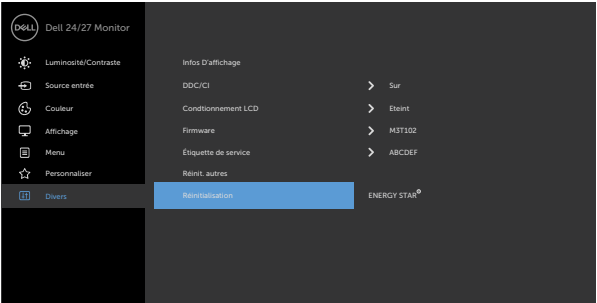 DELL
Dell 24/27 Monitor
Luminosité/Contraste
Source entrée
Couleur
Affichage
Menu
Personnaliser
Divers
Infos D'affichage
DDC/CI
Sur
Condtionnement LCD
Eteint
Firmware
M3T102
Étiquette de service
ABCDEF
Réinit. autres
Réinitialisation
ENERGY STAR®